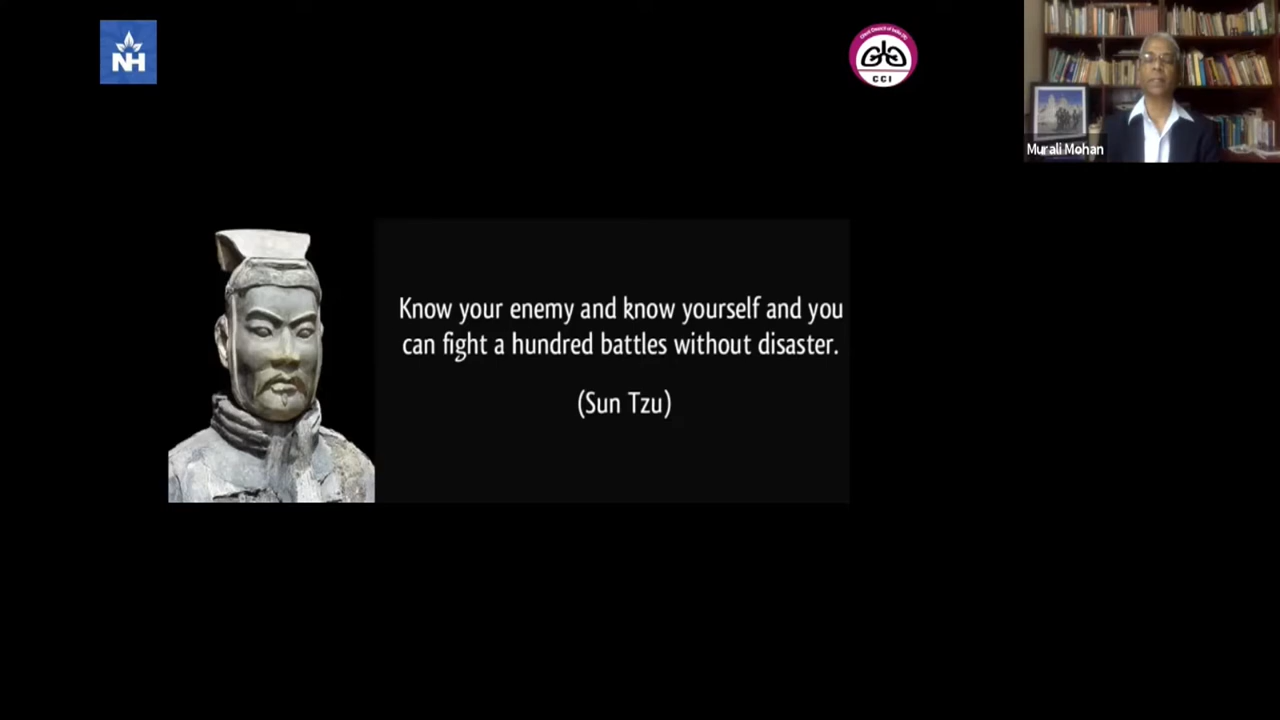 NH
CCI
Murali Mohan
Know your enemy and know yourself and you
can fight a hundred battles without disaster.
(Sun Tzu)